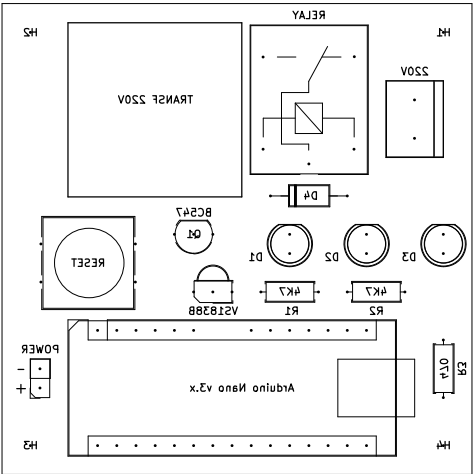 RELAY
H2
H1
220V
TRANSF 220V
D4
BC547
Q1
D1
D2
D3
RESET
4K7
4K7
VS1838B
R1
R2
POWER
-
+
Arduino Nano v3.x
470
R3
H3
H4